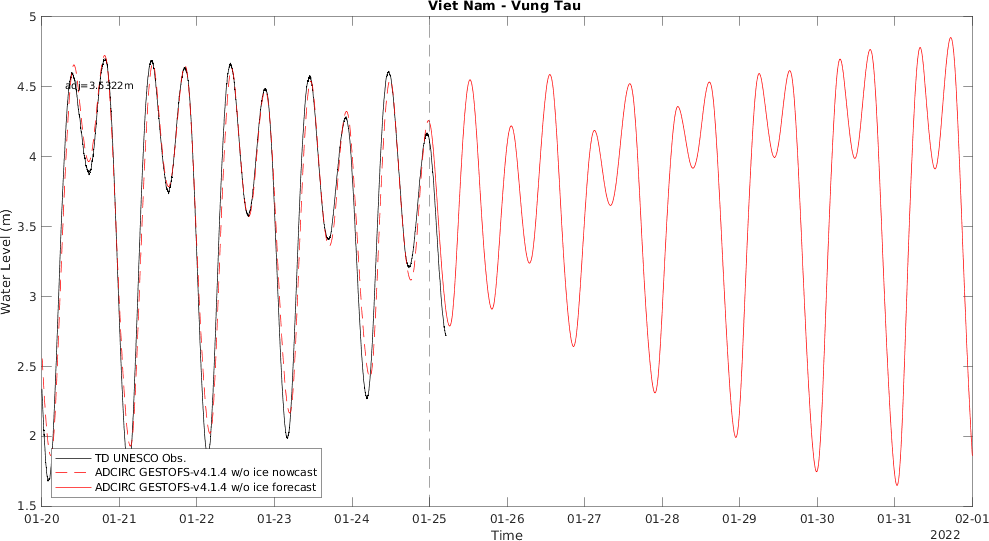 Viet Nam - Vung Tau
5
4.5
4
3.5
3
2.5
2
1.5
Water Level (m)
adj=3.5322m
TD UNESCO Obs.
ADCIRC GESTOFS-v4.1.4 w/o ice nowcast
ADCIRC GESTOFS-v4.1.4 w/o ice forecast
01-20 01-21 01-22 01-23 01-24 01-25 01-26 01-27 01-28 01-29 01-30 01-31 02-01
Time
2022